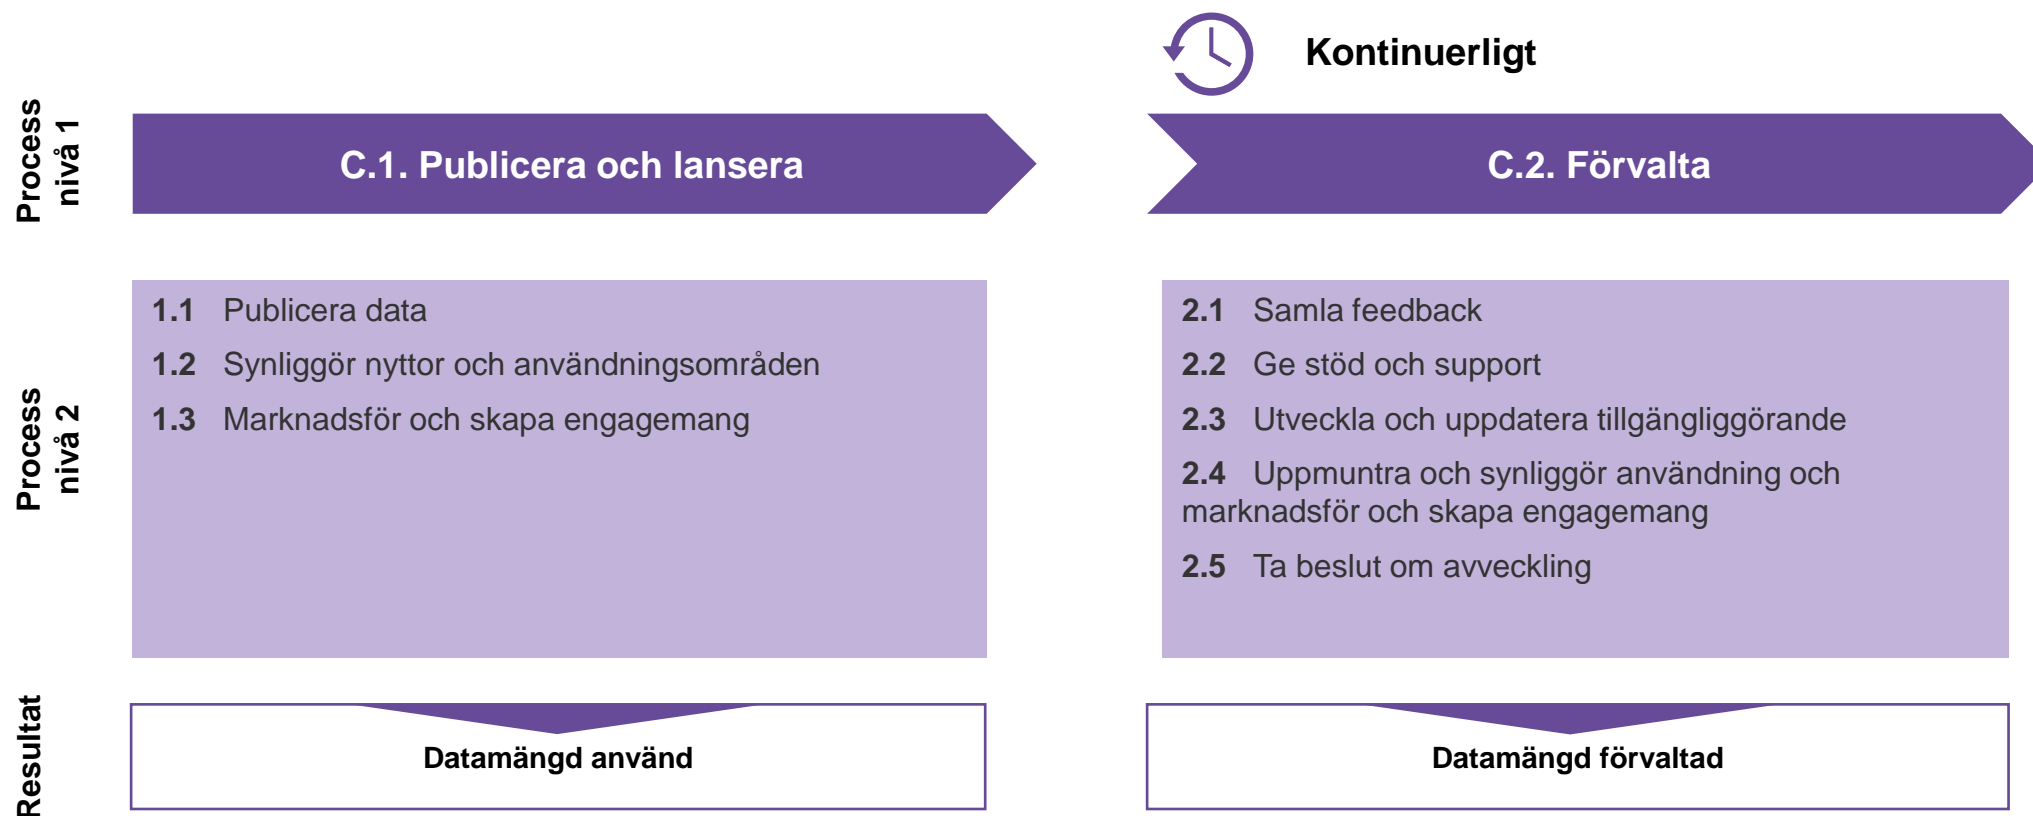 Kontinuerligt
Process
nivå 1
C.1. Publicera och lansera
C.2. Förvalta
Process
nivå 2
1.1 Publicera data
1.2 Synliggör nyttor och användningsområden
1.3 Marknadsför och skapa engagemang
2.1 Samla feedback
2.2 Ge stöd och support
2.3 Utveckla och uppdatera tillgängliggörande
2.4 Uppmuntra och synliggör användning och
marknadsför och skapa engagemang
2.5 Ta beslut om avveckling
Resultat
Datamängd använd
Datamängd förvaltad